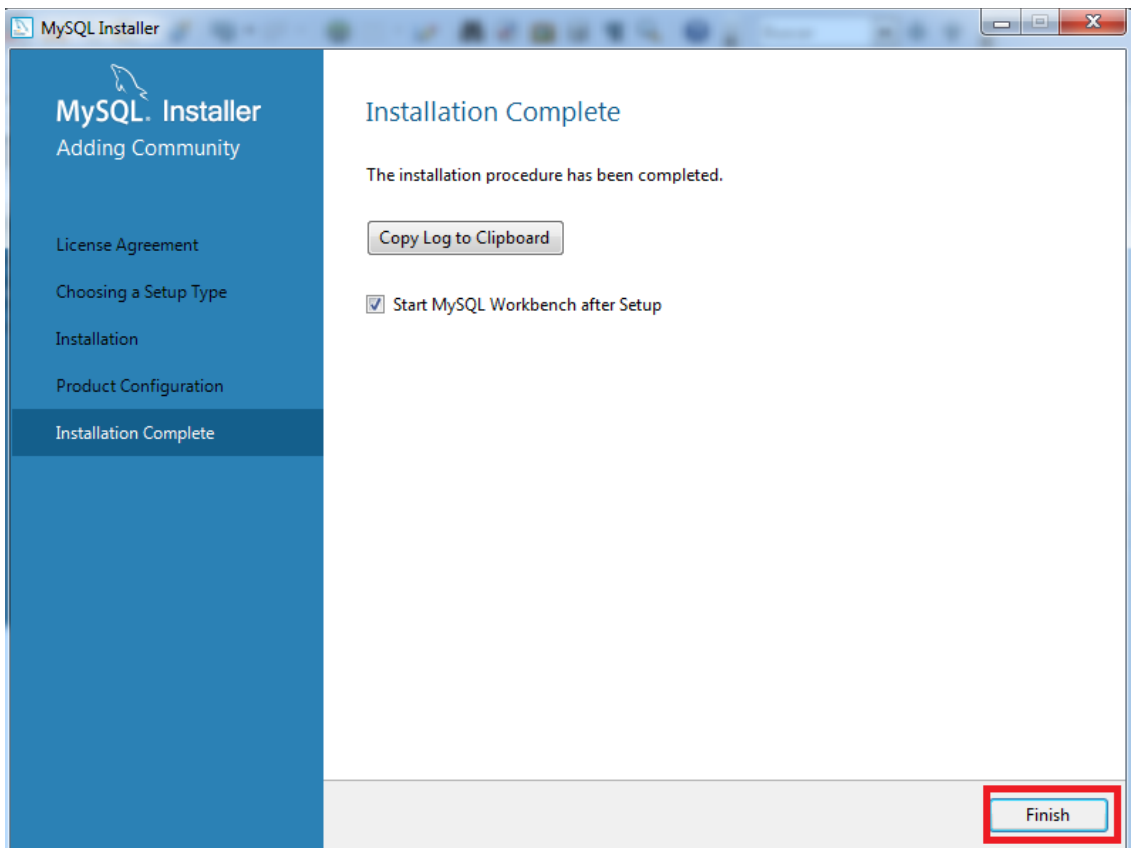 MySQL Installer
MySQL. Installer
Adding Community
License Agreement
Choosing a Setup Type
Installation
Product Configuration
Installation Complete
Installation Complete
The installation procedure has been completed.
Copy Log to Clipboard
Start MySQL Workbench after Setup
Finish